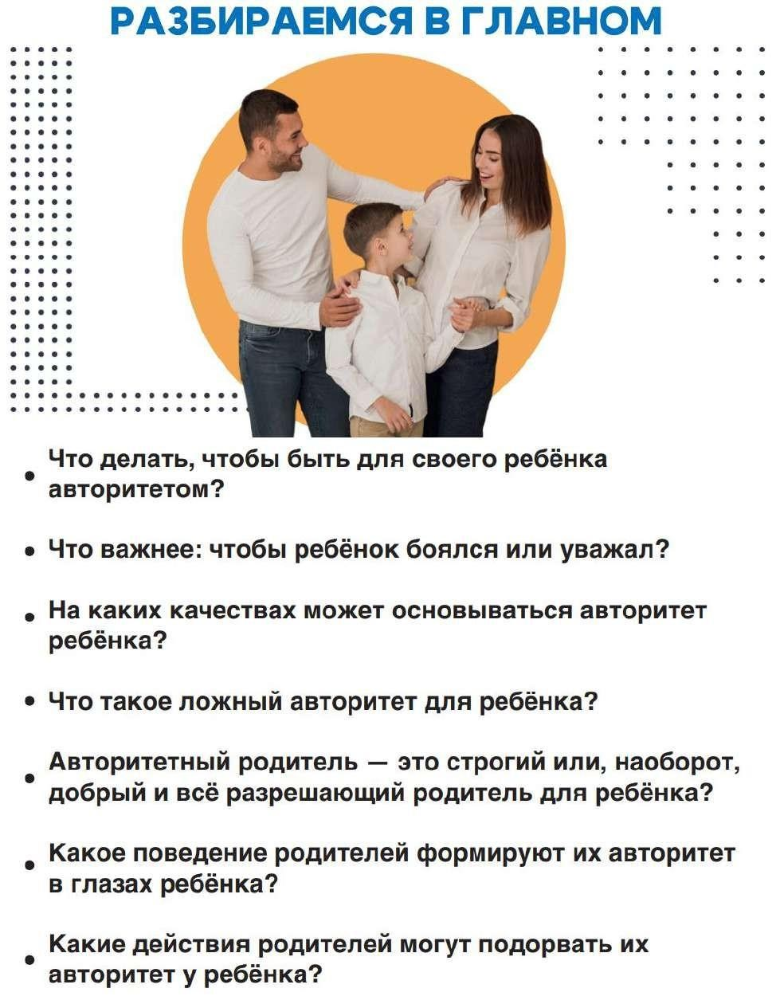 РАЗБИРАЕМСЯ В ГЛАВНОМ
• Что делать, чтобы быть для своего ребёнка
авторитетом?
• Что важнее: чтобы ребёнок боялся или уважал?
• На каких качествах может основываться авторитет
ребёнка?
• Что такое ложный авторитет для ребёнка?
• Авторитетный родитель — это строгий или, наоборот,
добрый и всё разрешающий родитель для ребёнка?
• Какое поведение родителей формируют их авторитет
в глазах ребёнка?
• Какие действия родителей могут подорвать их
авторитет у ребёнка?